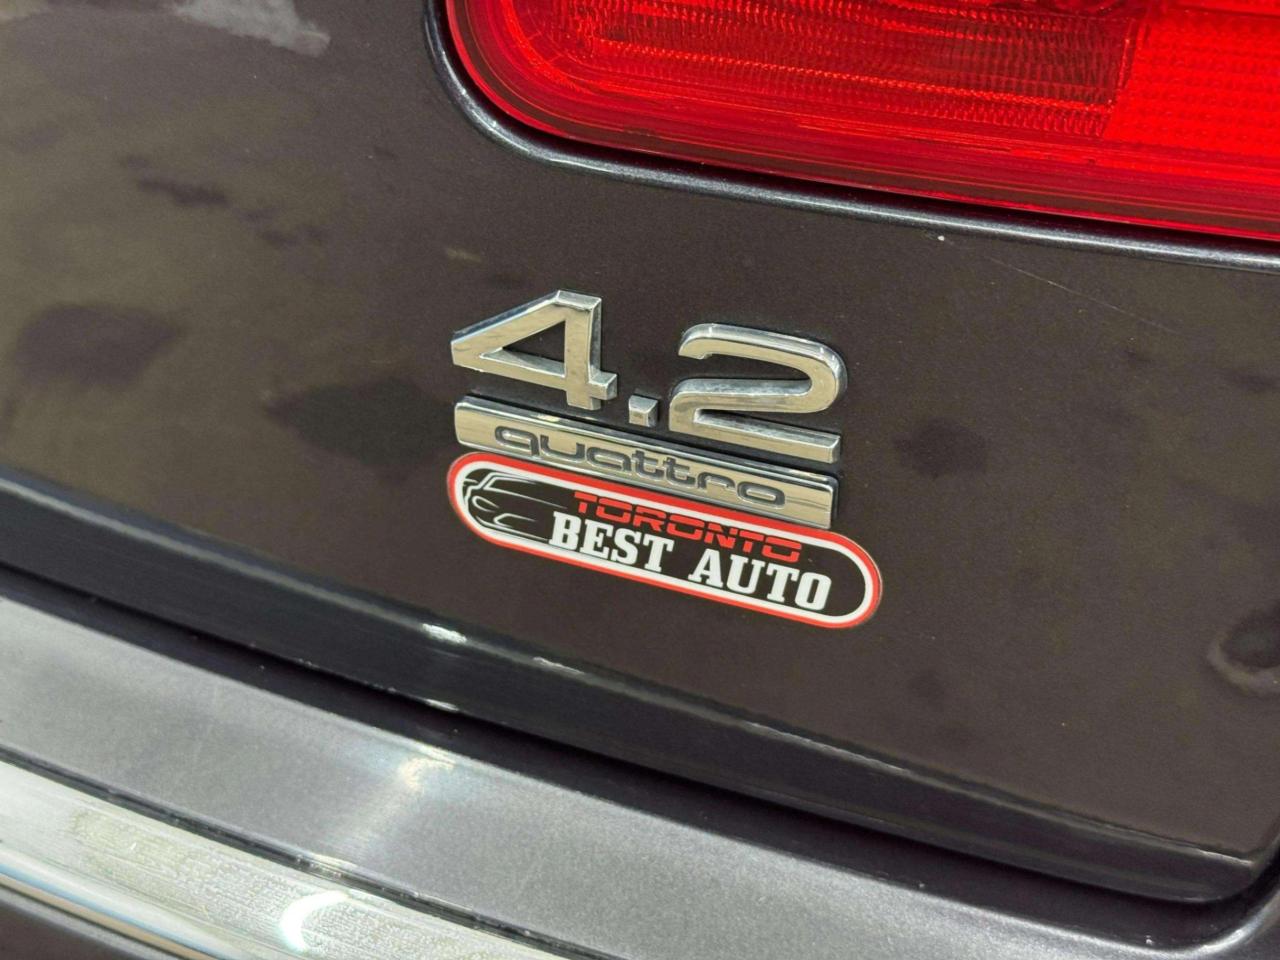 4.2
quattro
TORONTO
BEST AUTO